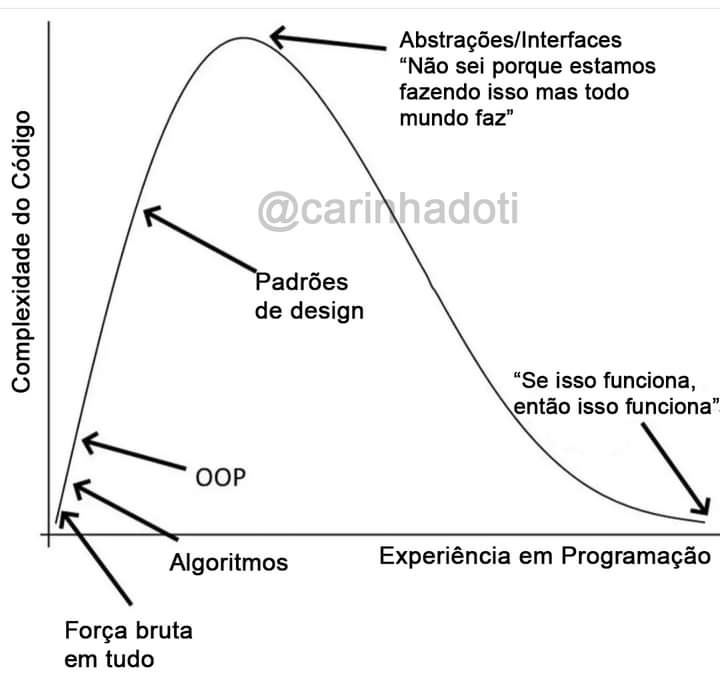 Abstrações/Interfaces
“Não sei porque estamos
fazendo isso mas todo
mundo faz”
@carinhadoti
Complexidade do Código
Padrões
de design
“Se isso funciona,
então isso funciona”
OOP
Algoritmos
Experiência em Programação
Força bruta
em tudo